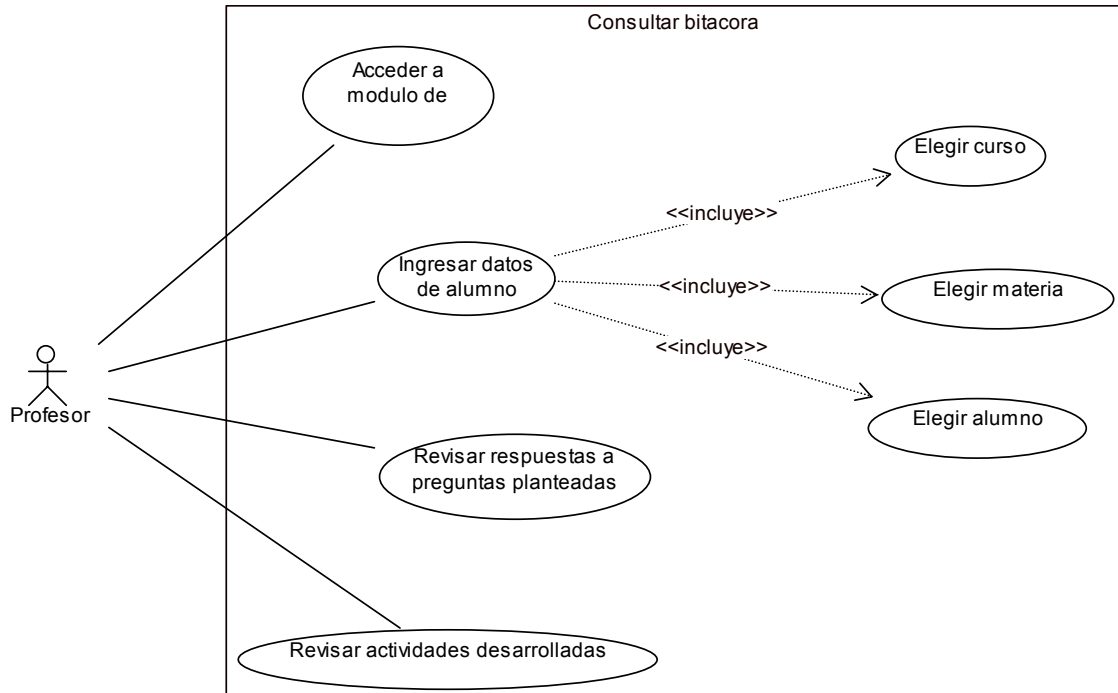 Consultar bitacora
Acceder a
modulo de
Elegir curso
<<incluye>>
Ingresar datos
de alumno
<<incluye>>
Elegir materia
<<incluye>>
Profesor
Elegir alumno
Revisar respuestas a
preguntas planteadas
Revisar actividades desarrolladas